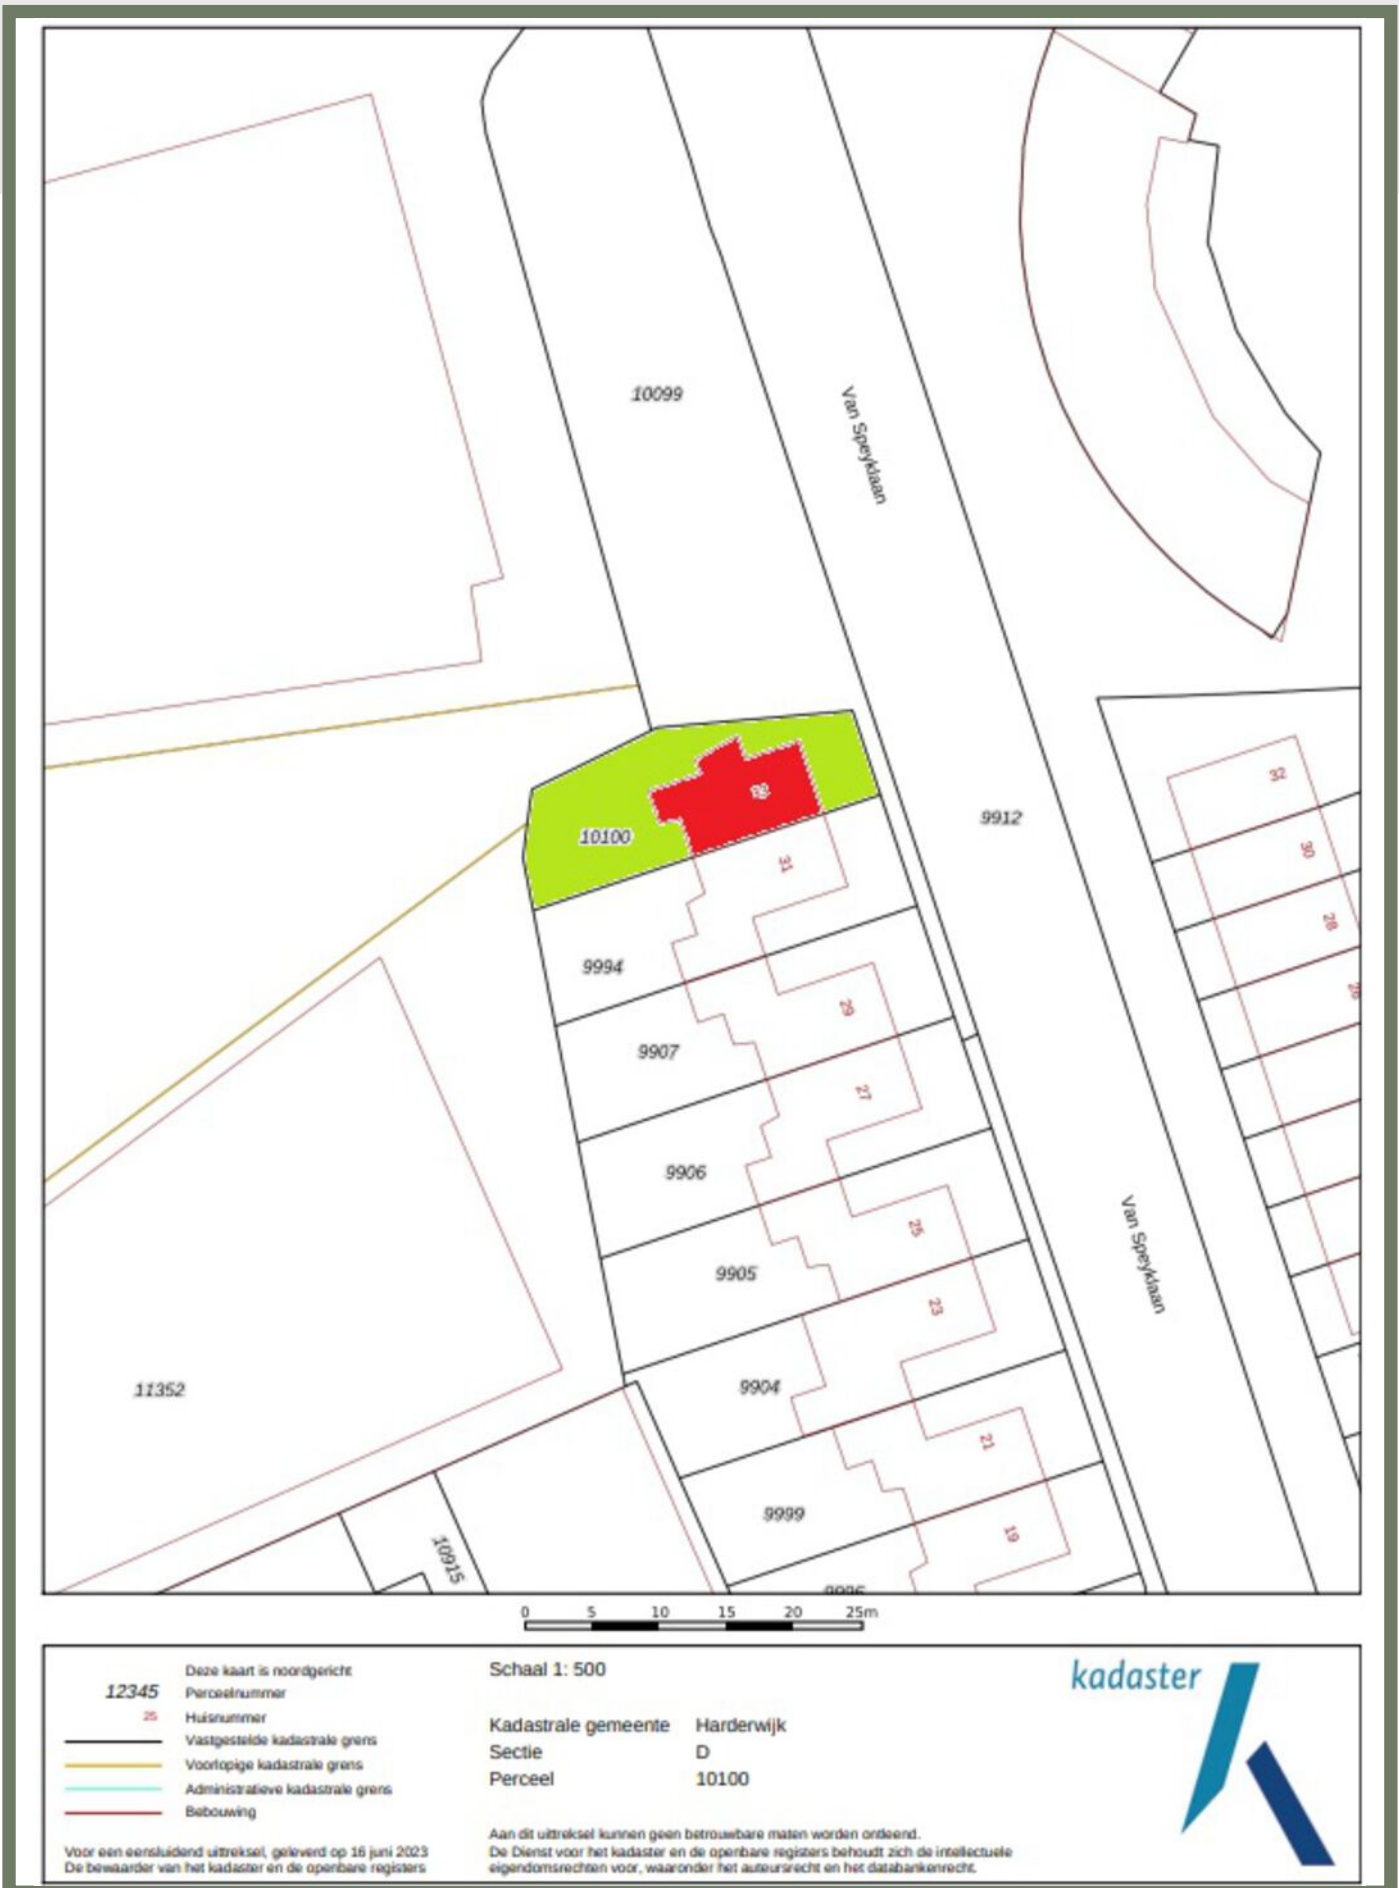 10099
Van Speyklaan
10100
9912
32
31
30
28
26
9994
29
9907
27
9906
25
9905
23
Van Speyklaan
9904
21
11352
9999
19
10915
0 5 10 15 20 25m
Deze kaart is noordgericht
12345 Perceelnummer
25 Huisnummer
Vastgestelde kadastrale grens
Voorlopige kadastrale grens
Administratieve kadastrale grens
Bebouwing
Voor een eensluidend uittreksel, geleverd op 16 juni 2023
De bewaarder van het kadaster en de openbare registers
Schaal 1: 500
Kadastrale gemeente Harderwijk
Sectie D
Perceel 10100
Aan dit uittreksel kunnen geen betrouwbare maten worden ontleend.
De Dienst voor het kadaster en de openbare registers behoudt zich de intellectuele
eigendomsrechten voor, waaronder het auteursrecht en het databankenrecht.
kadaster